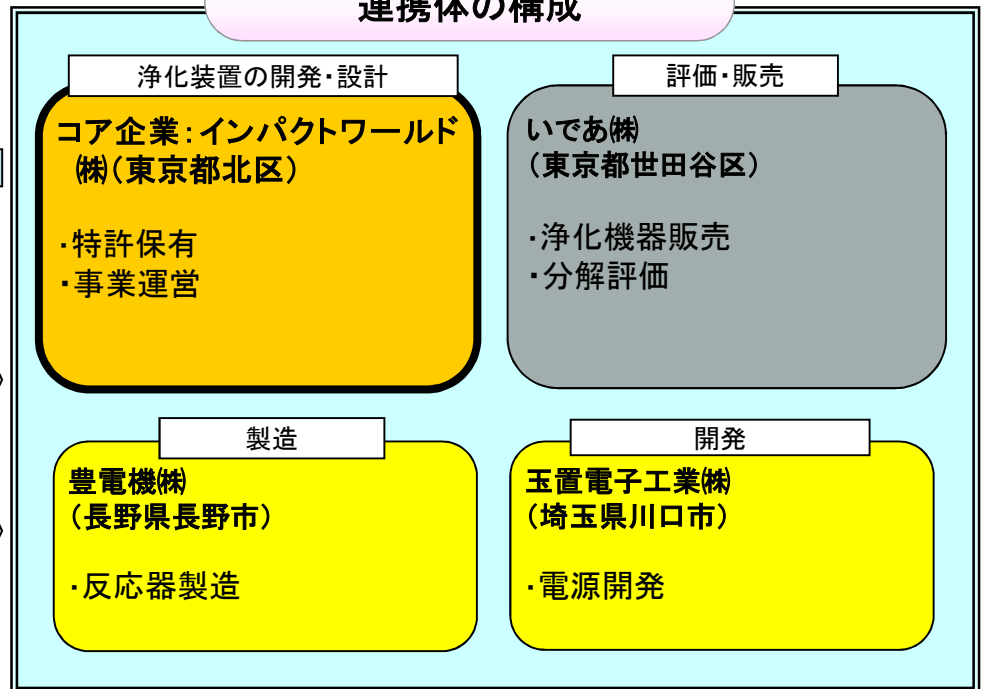 連携体の構成
浄化装置の開発・設計
コア企業：インパクトワールド
㈱（東京都北区）
・特許保有
・事業運営
評価・販売
いであ㈱
（東京都世田谷区）
・浄化機器販売
・分解評価
製造
豊電機㈱
（長野県長野市）
・反応器製造
開発
玉置電子工業㈱
（埼玉県川口市）
・電源開発